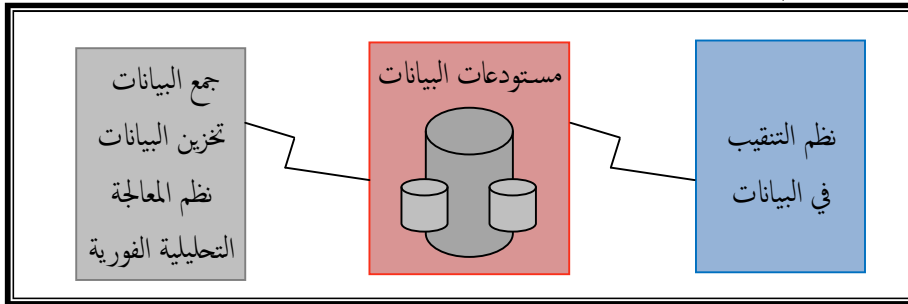 نظم التنقيب
في البيانات
مستودعات البيانات
جمع البيانات
تخزين البيانات
نظم المعالجة
التحليلية الفورية